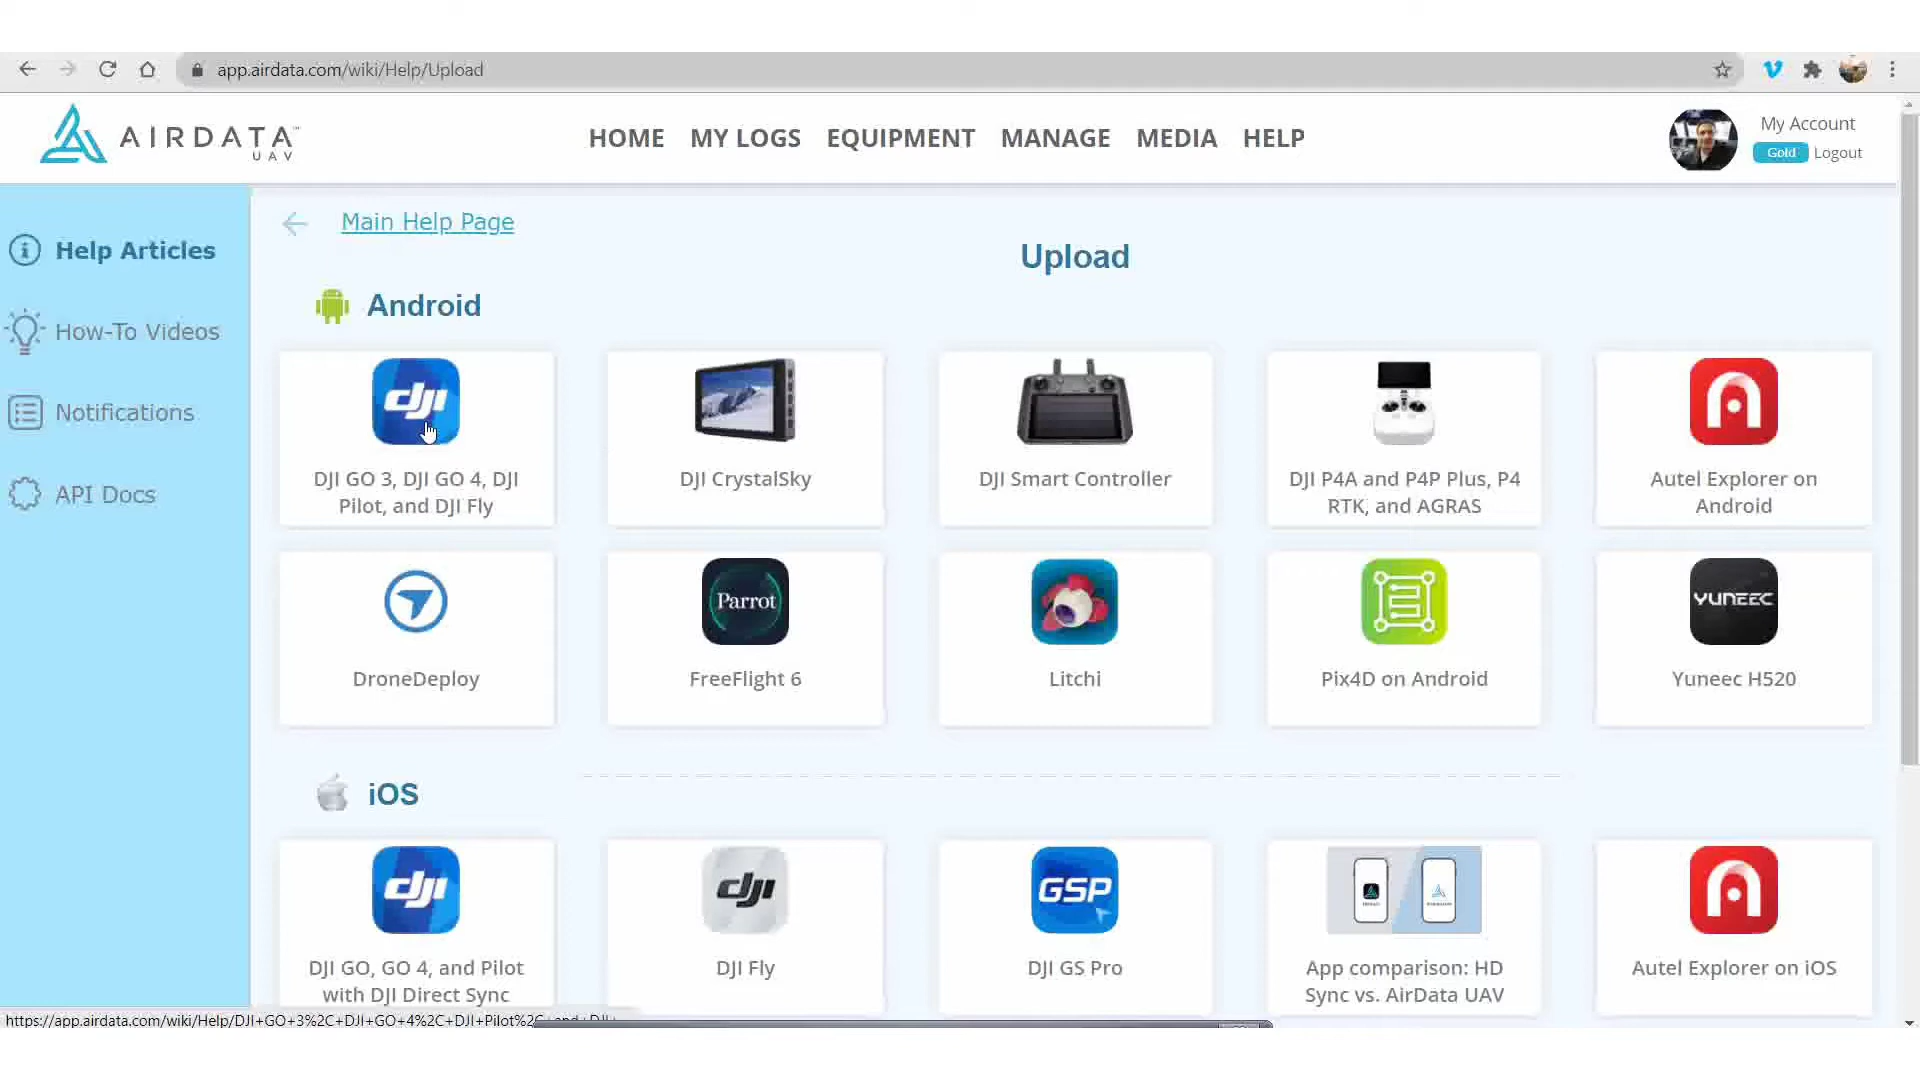 app.airdata.com/wiki/Help/Upload
AIRDATA™
UAV
HOME MY LOGS EQUIPMENT MANAGE MEDIA HELP
My Account
Gold Logout
Help Articles
How-To Videos
Notifications
API Docs
Main Help Page
Upload
Android
dji
DJI GO 3, DJI GO 4, DJI
Pilot, and DJI Fly
DJI CrystalSky
DJI Smart Controller
DJI P4A and P4P Plus, P4
RTK, and AGRAS
Autel Explorer on
Android
DroneDeploy
Parrot
FreeFlight 6
Litchi
Pix4D on Android
YUNEEC
Yuneec H520
iOS
dji
DJI GO, GO 4, and Pilot
with DJI Direct Sync
dji
DJI Fly
GSP
DJI GS Pro
App comparison: HD
Sync vs. AirData UAV
Autel Explorer on iOS
https://app.airdata.com/wiki/Help/DJI+GO+3%2C+DJI+GO+4%2C+DJI+Pilot%2C